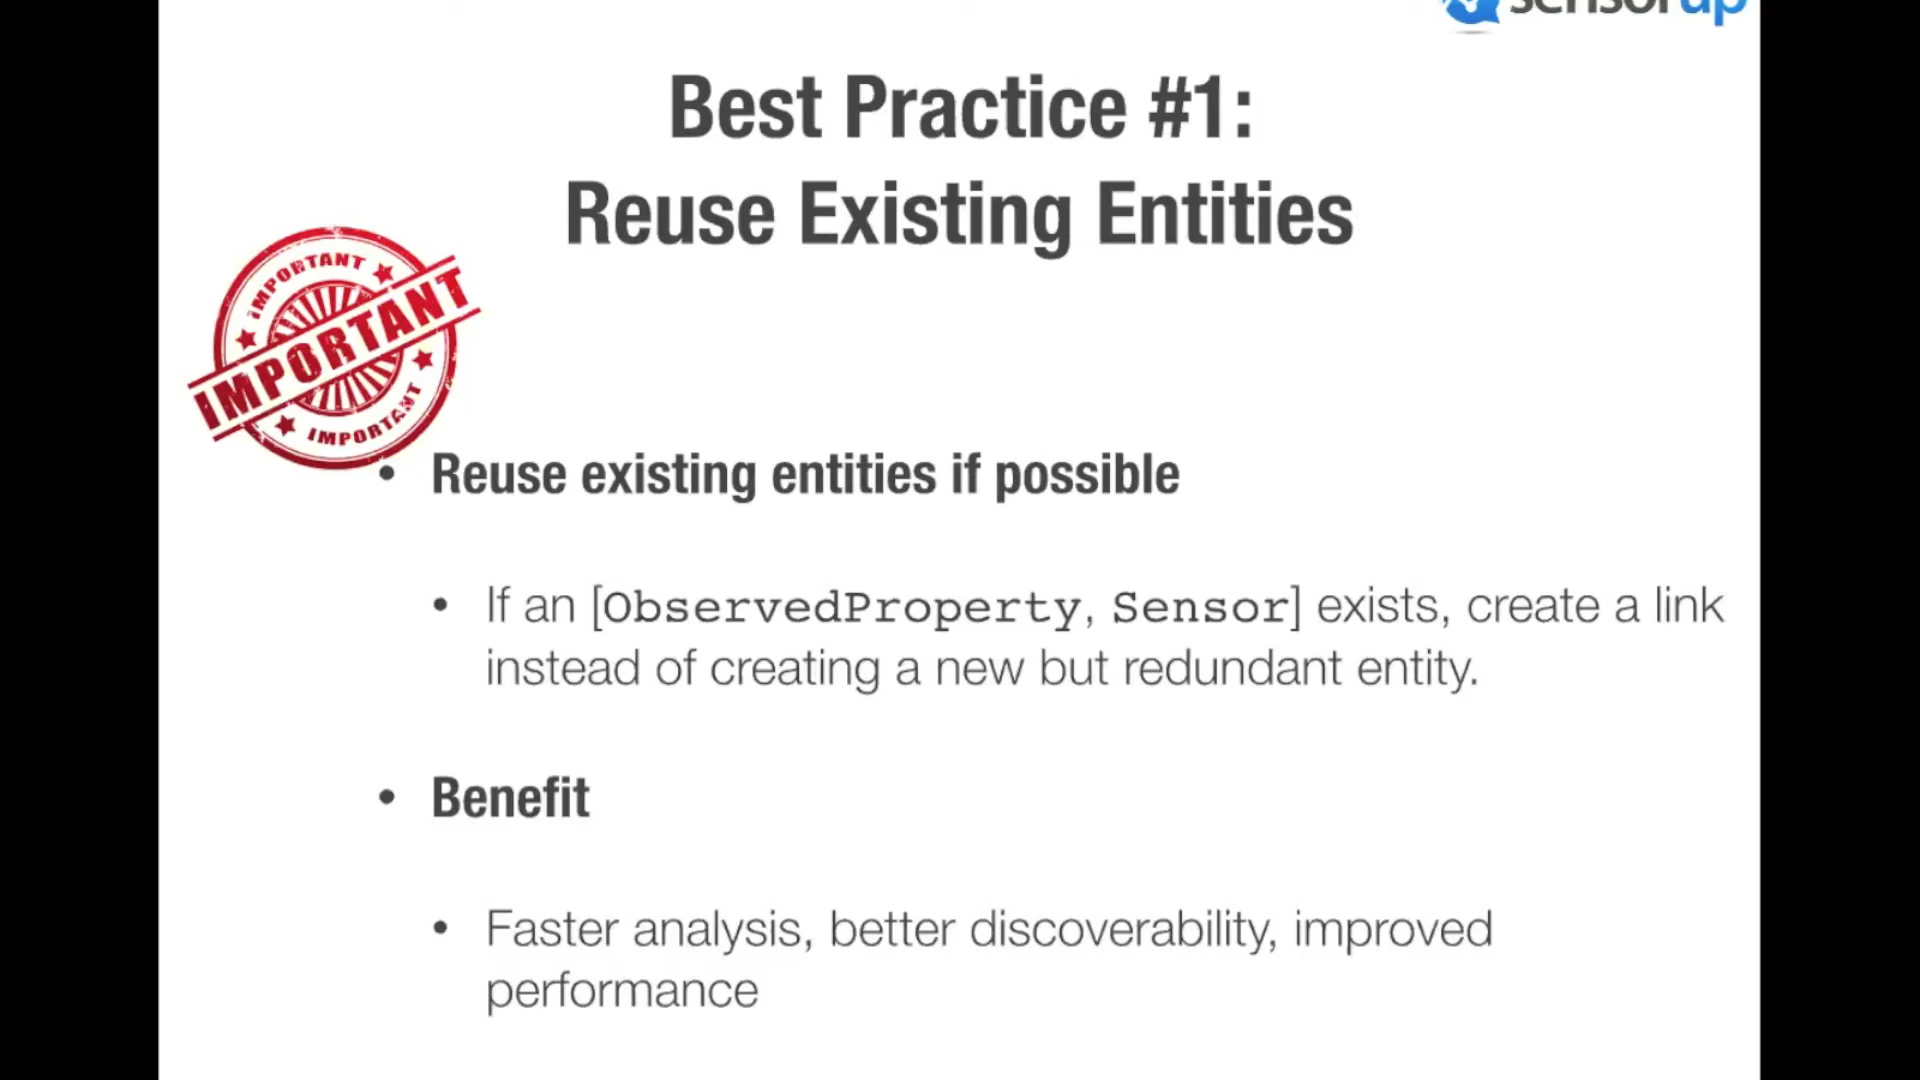 sensorup
Best Practice #1:
Reuse Existing Entities
IMPORTANT
IMPORTANT
IMPORTANT
• Reuse existing entities if possible
• If an [ObservedProperty, Sensor] exists, create a link
instead of creating a new but redundant entity.
• Benefit
• Faster analysis, better discoverability, improved
performance